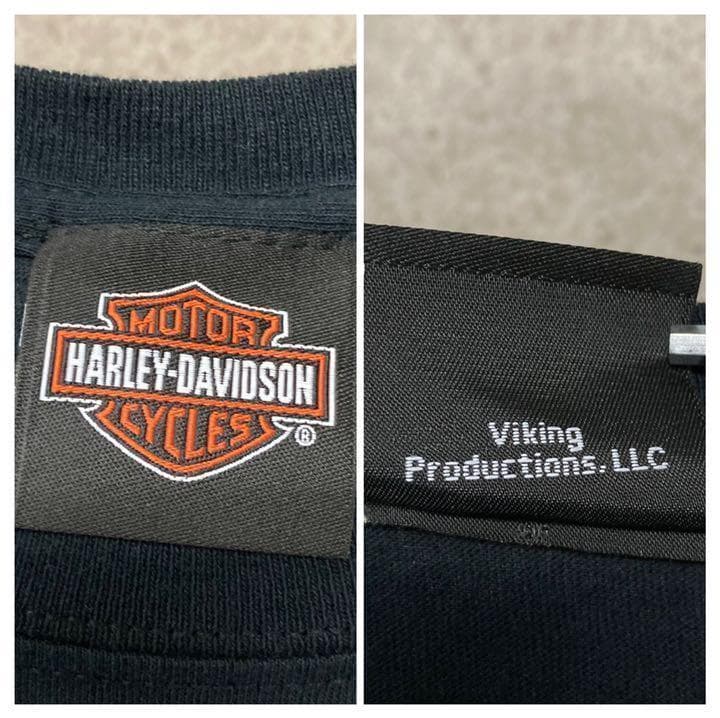 MOTOR
HARLEY-DAVIDSON
CYCLES
®
Viking
Productions, LLC